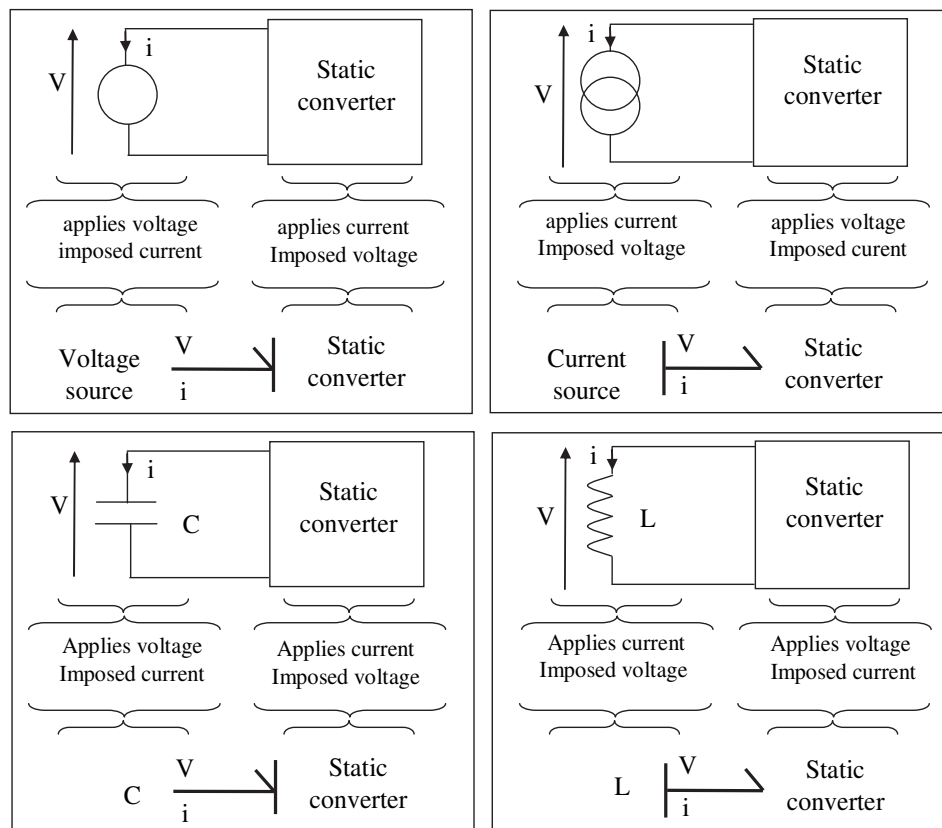 i
V
Static
converter
applies voltage
imposed current
applies current
Imposed voltage
Voltage
source
V
i
Static
converter
i
V
Static
converter
applies current
Imposed voltage
applies voltage
Imposed curent
Current
source
V
i
Static
converter
i
V
C
Static
converter
Applies voltage
Imposed current
Applies current
Imposed voltage
C
V
i
Static
converter
i
V
L
Static
converter
Applies current
Imposed voltage
Applies voltage
Imposed current
L
V
i
Static
converter